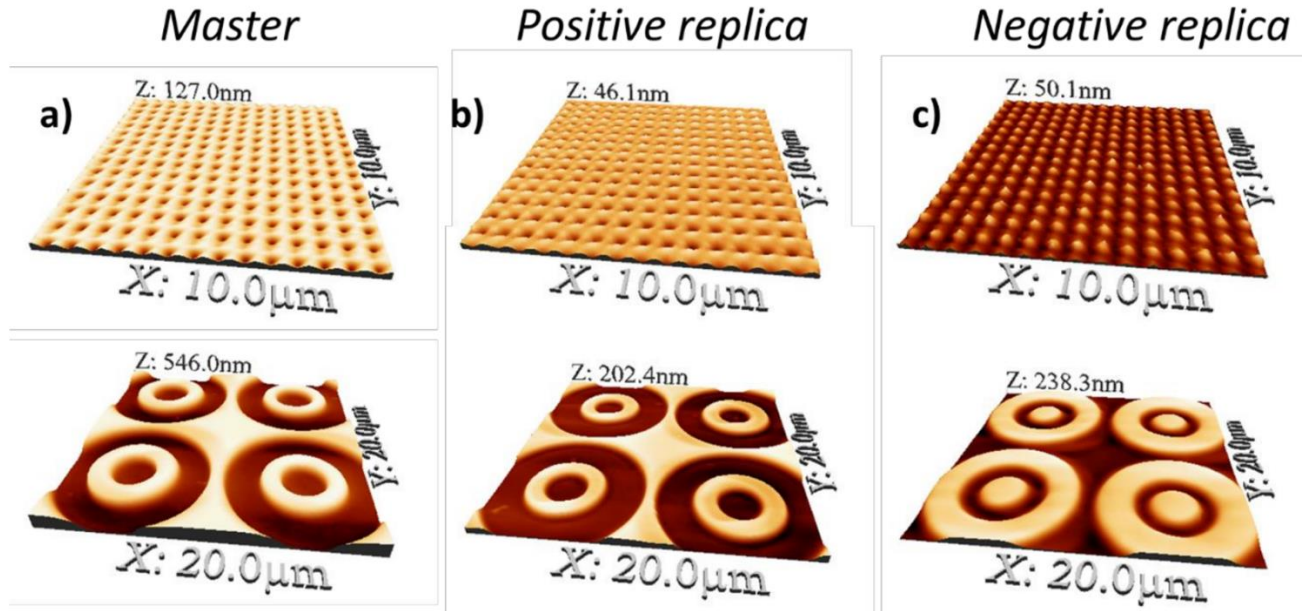 Master
Positive replica
Negative replica
a)
Z: 127.0nm
Y: 10.0µm
X: 10.0µm
b)
Z: 46.1nm
Y: 10.0µm
X: 10.0µm
c)
Z: 50.1nm
Y: 10.0µm
X: 10.0µm
Z: 546.0nm
Y: 20.0µm
X: 20.0µm
Z: 202.4nm
Y: 20.0µm
X: 20.0µm
Z: 238.3nm
Y: 20.0µm
X: 20.0µm